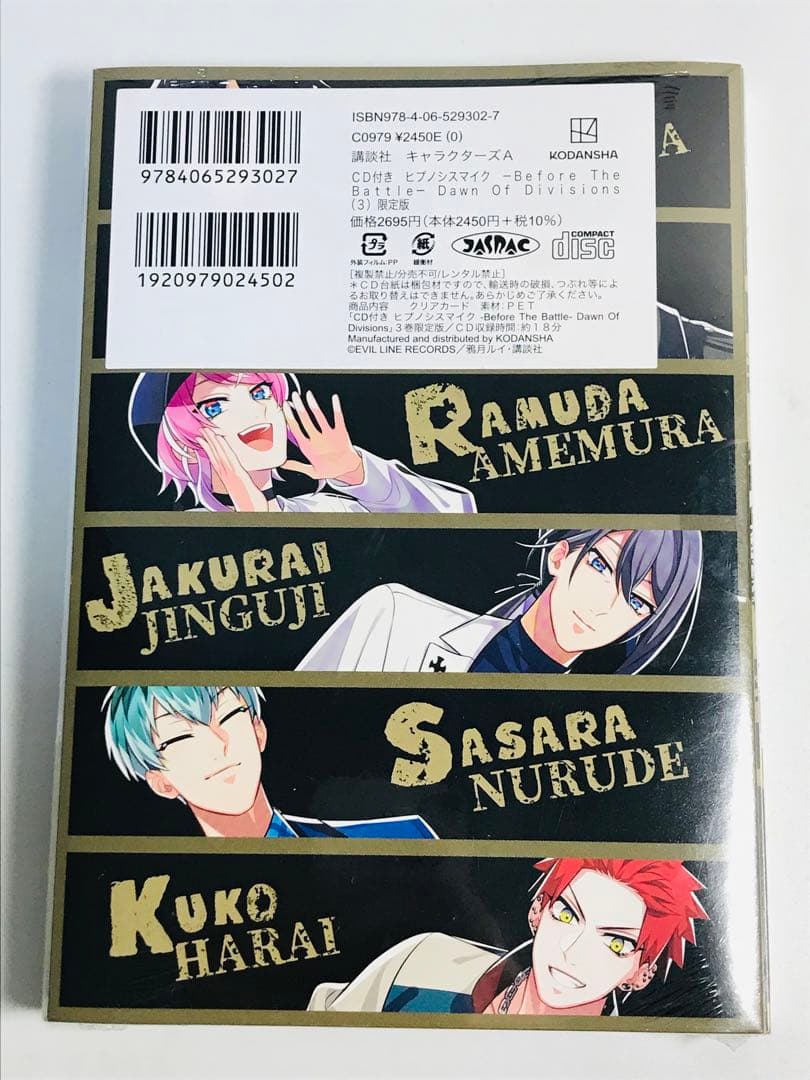 ISBN978-4-06-529302-7
C0979 ¥2450E (0)
講談社 キャラクターズA
KODANSHA
9784065293027
CD付き ヒプノシスマイク -Before The
Battle- Dawn Of Divisions
(3) 限定版
価格2695円(本体2450円+税10%)
プラ
外装フィルム:PP
紙
緩衝材
JASRAC
COMPACT
disc
1920979024502
[複製禁止/分売不可/レンタル禁止]
*CD台紙は梱包材ですので、輸送時の破損、つぶれ等によ
るお取り替えはできません。あらかじめご了承ください。
商品内容 クリアカード 素材:PET
「CD付き ヒプノシスマイク -Before The Battle- Dawn Of
Divisions」3巻限定版/CD収録時間:約18分
Manufactured and distributed by KODANSHA
©EVIL LINE RECORDS/鴉月ルイ・講談社
A
RAMUDA
AMEMURA
JAKURAI
JINGUJI
SASARA
NURUDE
KUKO
HARAI